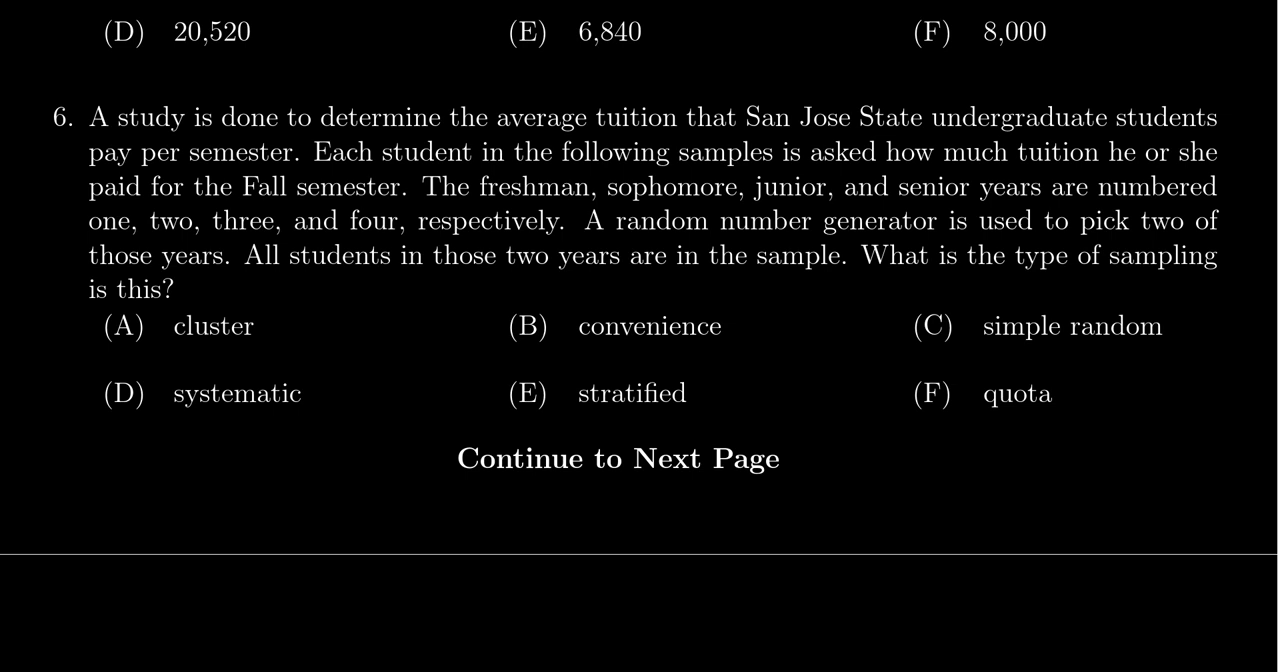 (D) 20,520 (E) 6,840 (F) 8,000
6. A study is done to determine the average tuition that San Jose State undergraduate students
pay per semester. Each student in the following samples is asked how much tuition he or she
paid for the Fall semester. The freshman, sophomore, junior, and senior years are numbered
one, two, three, and four, respectively. A random number generator is used to pick two of
those years. All students in those two years are in the sample. What is the type of sampling
is this?
(A) cluster (B) convenience (C) simple random
(D) systematic (E) stratified (F) quota
Continue to Next Page